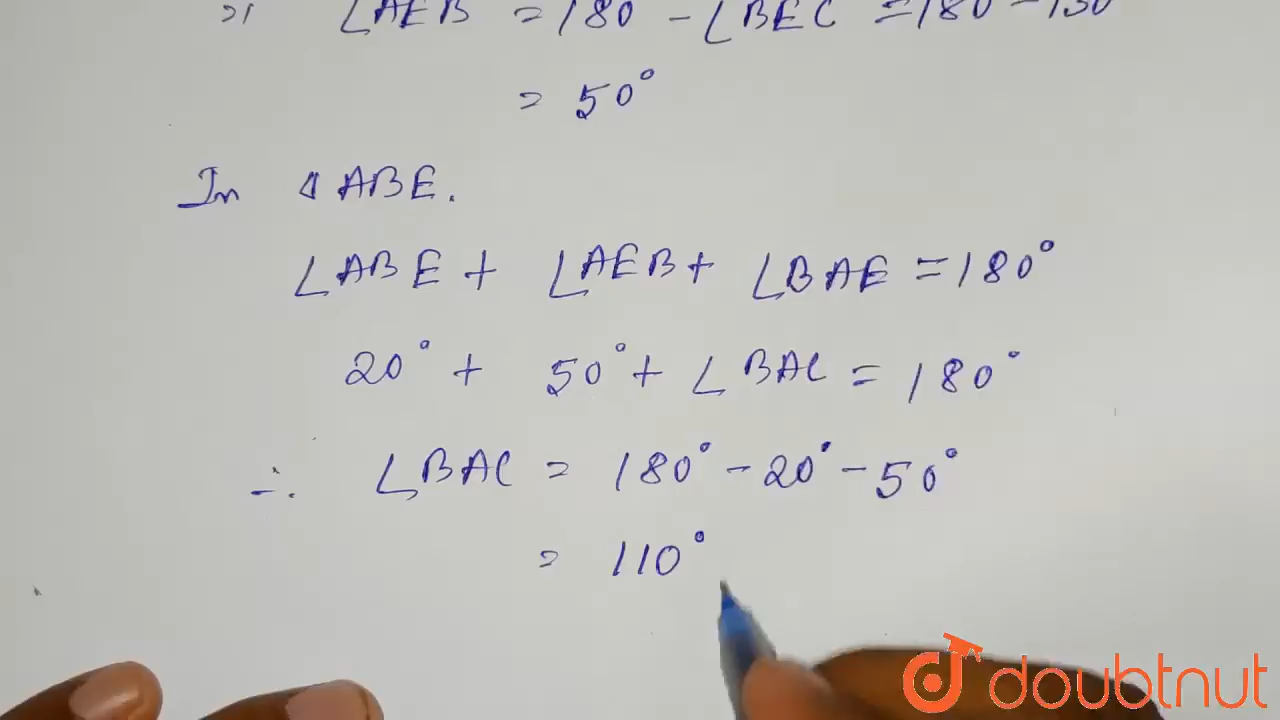 => ∠AEB = 180 - ∠BEC = 180 - 130
= 50°
In △ABE.
∠ABE + ∠AEB + ∠BAE = 180°
20° + 50° + ∠BAC = 180°
∴ ∠BAC = 180° - 20° - 50°
= 110°
doubtnut